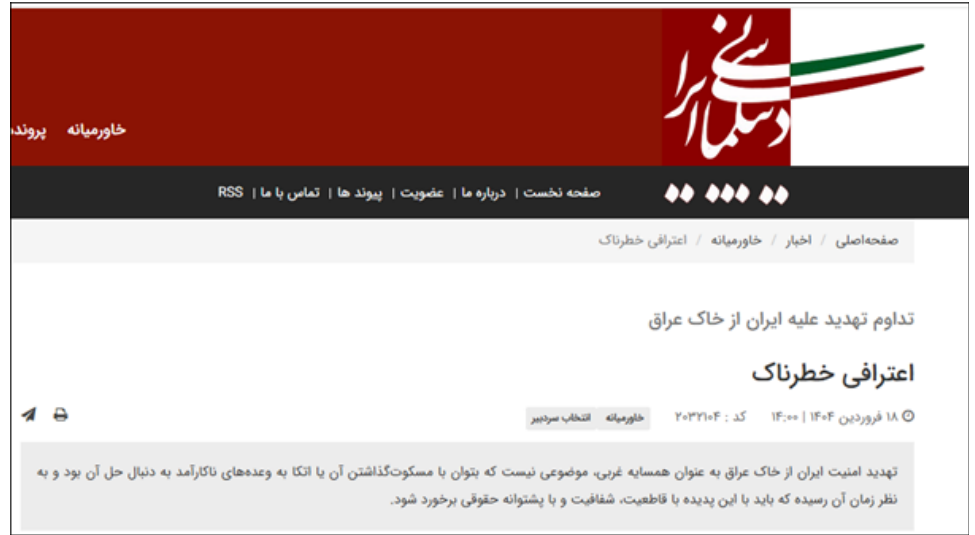 دیپلماسی ایرانی
خاورمیانه
صفحه نخست | درباره ما | عضویت | پیوند ها | تماس با ما | RSS
صفحه‌اصلی / اخبار / خاورمیانه / اعترافی خطرناک
تداوم تهدید علیه ایران از خاک عراق
اعترافی خطرناک
۱۸ فروردین ۱۴۰۴ | ۱۴:۰۰ کد : ۲۰۳۲۱۰۴ خاورمیانه انتخاب سردبیر
تهدید امنیت ایران از خاک عراق به عنوان همسایه غربی، موضوعی نیست که بتوان با مسکوت‌گذاشتن آن یا اتکا به وعده‌های ناکارآمد به دنبال حل آن بود و به
نظر زمان آن رسیده که باید با این پدیده با قاطعیت، شفافیت و با پشتوانه حقوقی برخورد شود.